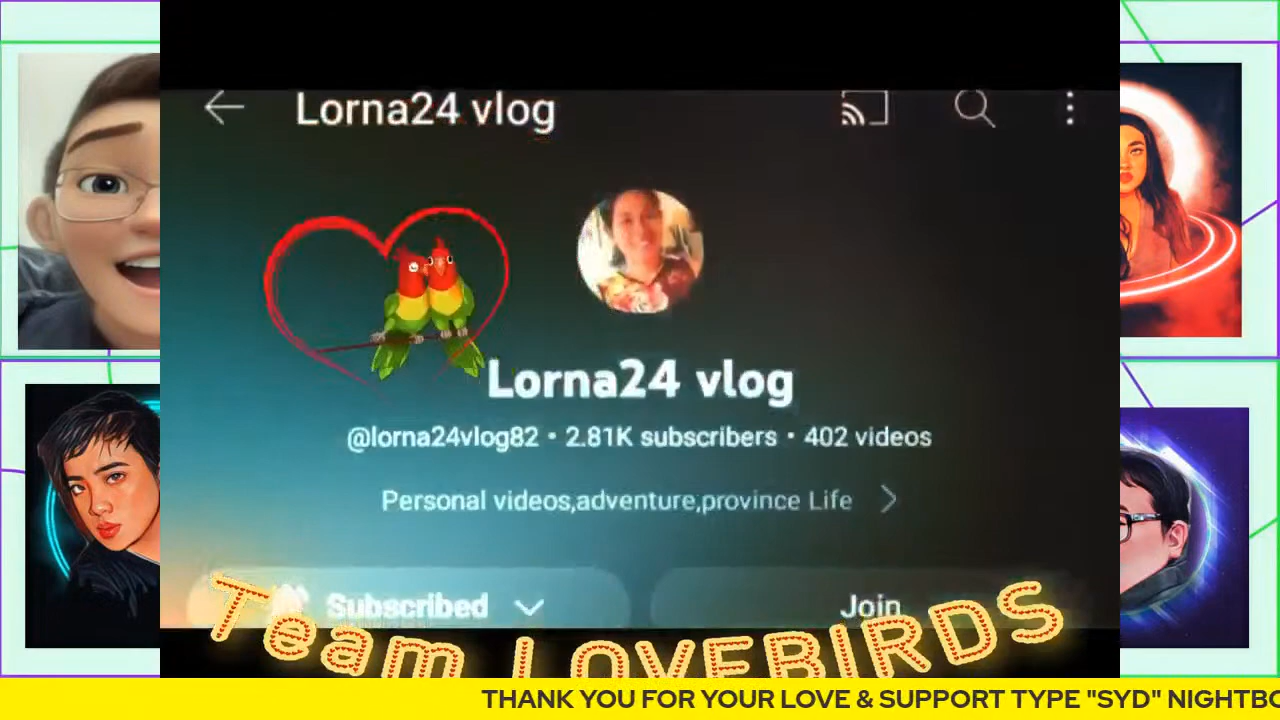 Lorna24 vlog
Lorna24 vlog
@lorna24vlog82 • 2.81K subscribers • 402 videos
Personal videos,adventure,province Life
Subscribed
Join
Team LOVEBIRDS
THANK YOU FOR YOUR LOVE & SUPPORT TYPE "SYD" NIGHTBO